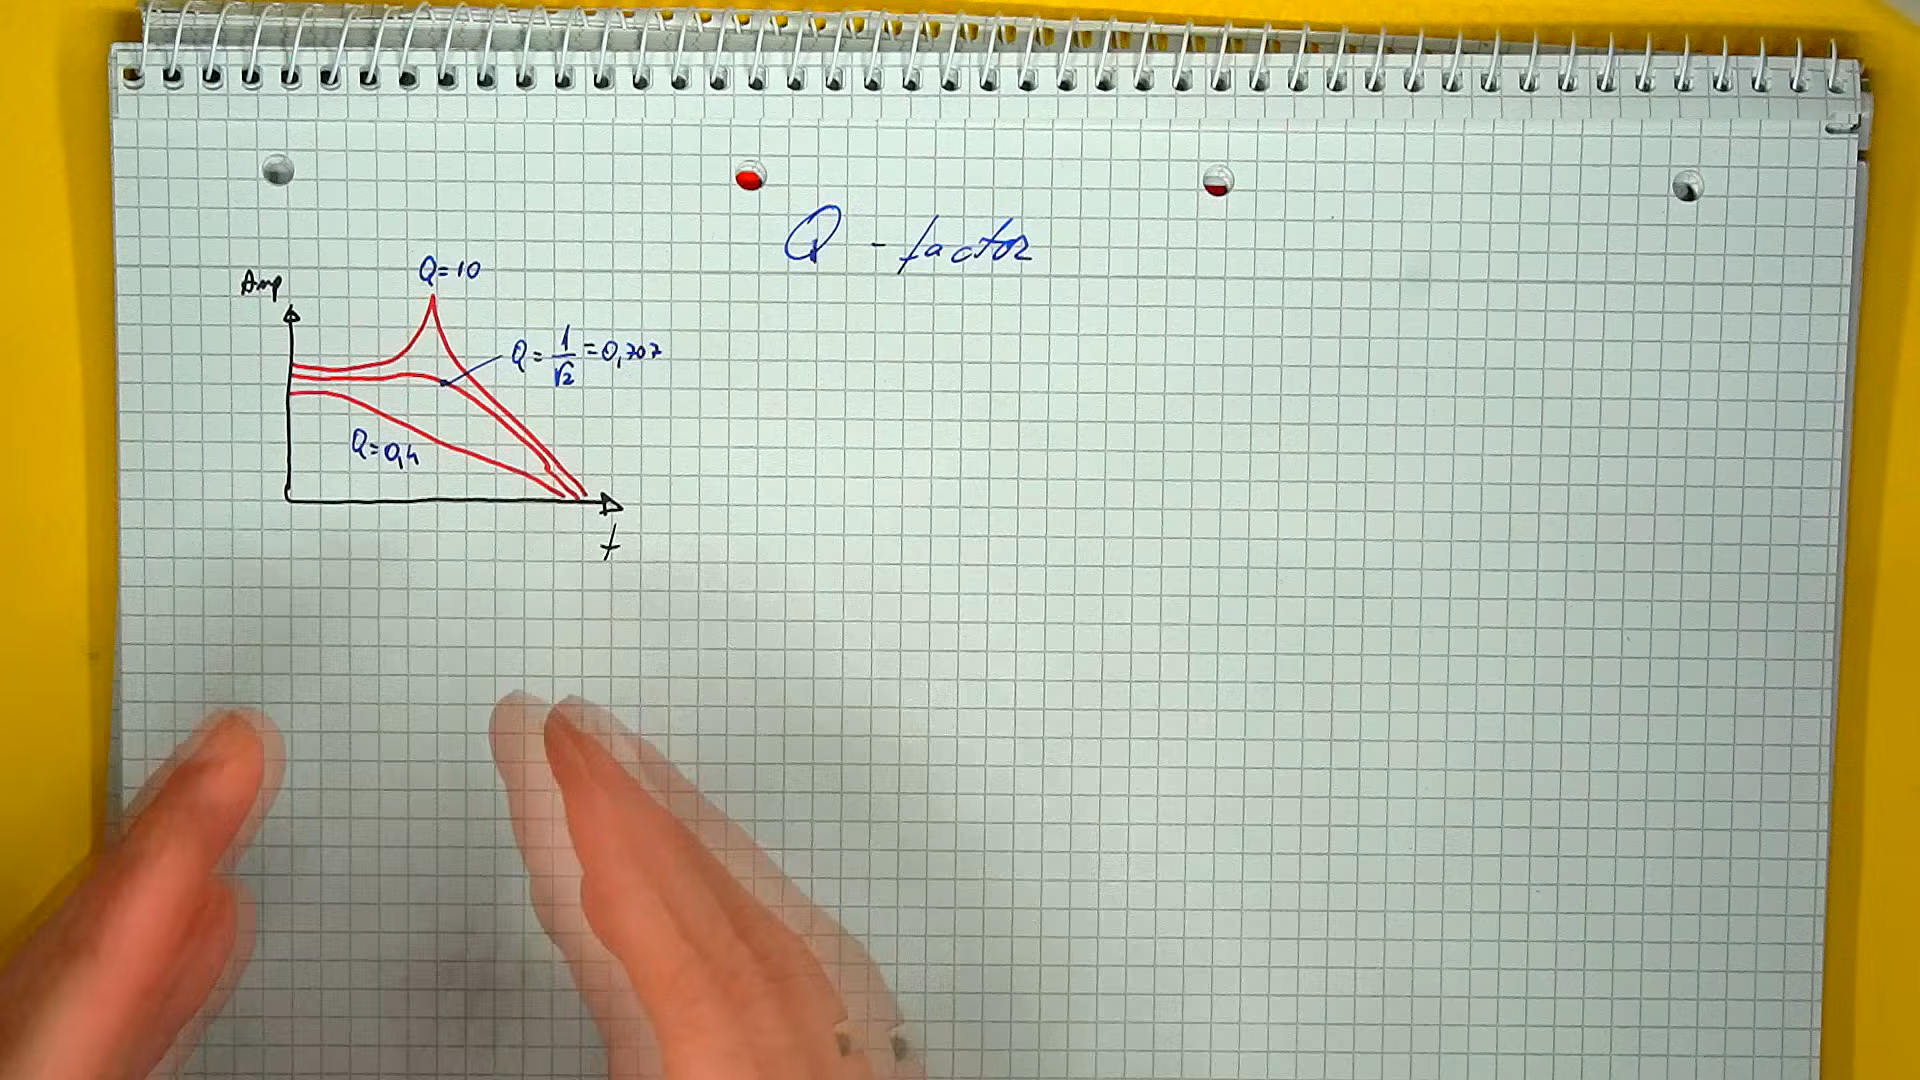 Q - factor
Amp
Q=10
Q=1/√2=0,707
Q=0,4
f